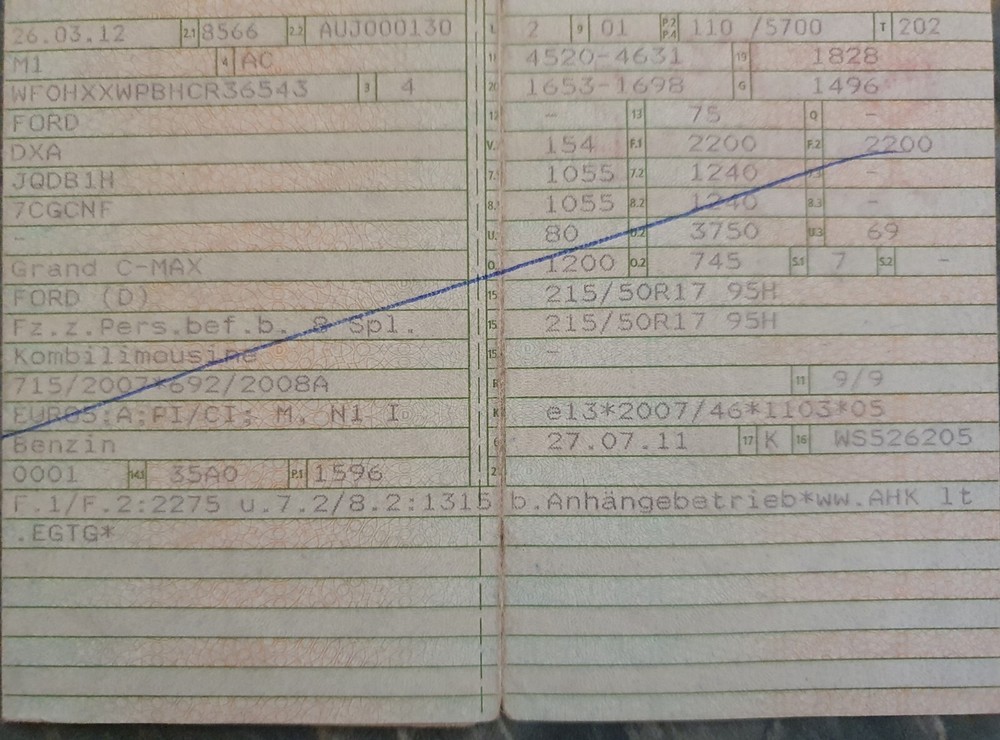 26.03.12 2.1 8566 2.2 AUJ000130 L 2 9 01 P.2 P.4 110 /5700 T 202
M1 4 AC 18 4520-4631 19 1828
WF0HXXWPBHCR36543 3 4 20 1653-1698 G 1496
FORD 12 - 13 75 Q -
DXA V. 154 F.1 2200 F.2 2200
JQDB1H 7. 1055 7.2 1240 7.3 -
7CGCNF 8. 1055 8.2 1240 8.3 -
- U. 80 U.2 3750 U.3 69
Grand C-MAX O. 1200 O.2 745 S.1 7 S.2 -
FORD (D) 15 215/50R17 95H
Fz.z.Pers.bef.b. 8 Spl. 15 215/50R17 95H
Kombilimousine 15 -
715/2007*692/2008A R 11 9/9
EURO5;A;PI/CI; M, N1 I K e13*2007/46*1103*05
Benzin 6 27.07.11 17 K 16 WS526205
0001 14.1 35A0 P.1 1596 2
F.1/F.2:2275 u.7.2/8.2:1315 b.Anhängebetrieb*ww.AHK lt
.EGTG*